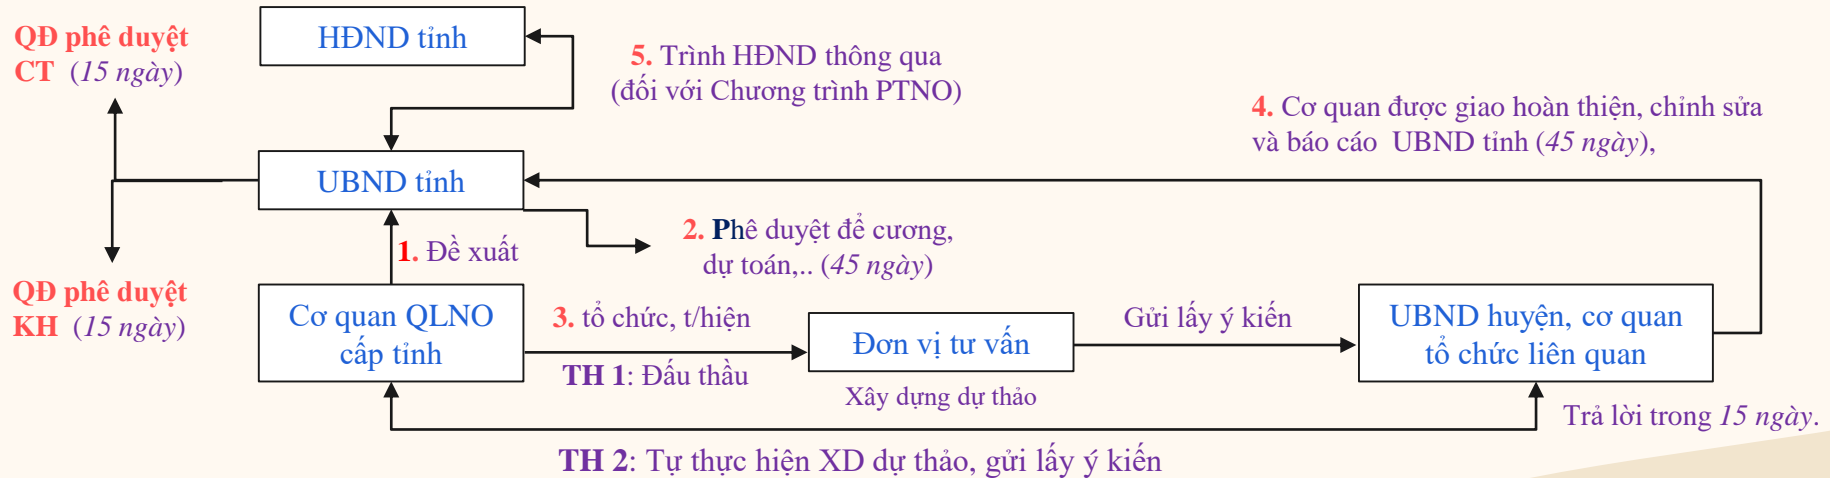 QĐ phê duyệt
CT (15 ngày)
HĐND tỉnh
5. Trình HĐND thông qua
(đối với Chương trình PTNO)
4. Cơ quan được giao hoàn thiện, chỉnh sửa
và báo cáo UBND tỉnh (45 ngày),
UBND tỉnh
1. Đề xuất
2. Phê duyệt để cương,
dự toán,.. (45 ngày)
QĐ phê duyệt
KH (15 ngày)
Cơ quan QLNO
cấp tỉnh
3. tổ chức, t/hiện
TH 1: Đấu thầu
Đơn vị tư vấn
Xây dựng dự thảo
Gửi lấy ý kiến
UBND huyện, cơ quan
tổ chức liên quan
Trả lời trong 15 ngày.
TH 2: Tự thực hiện XD dự thảo, gửi lấy ý kiến